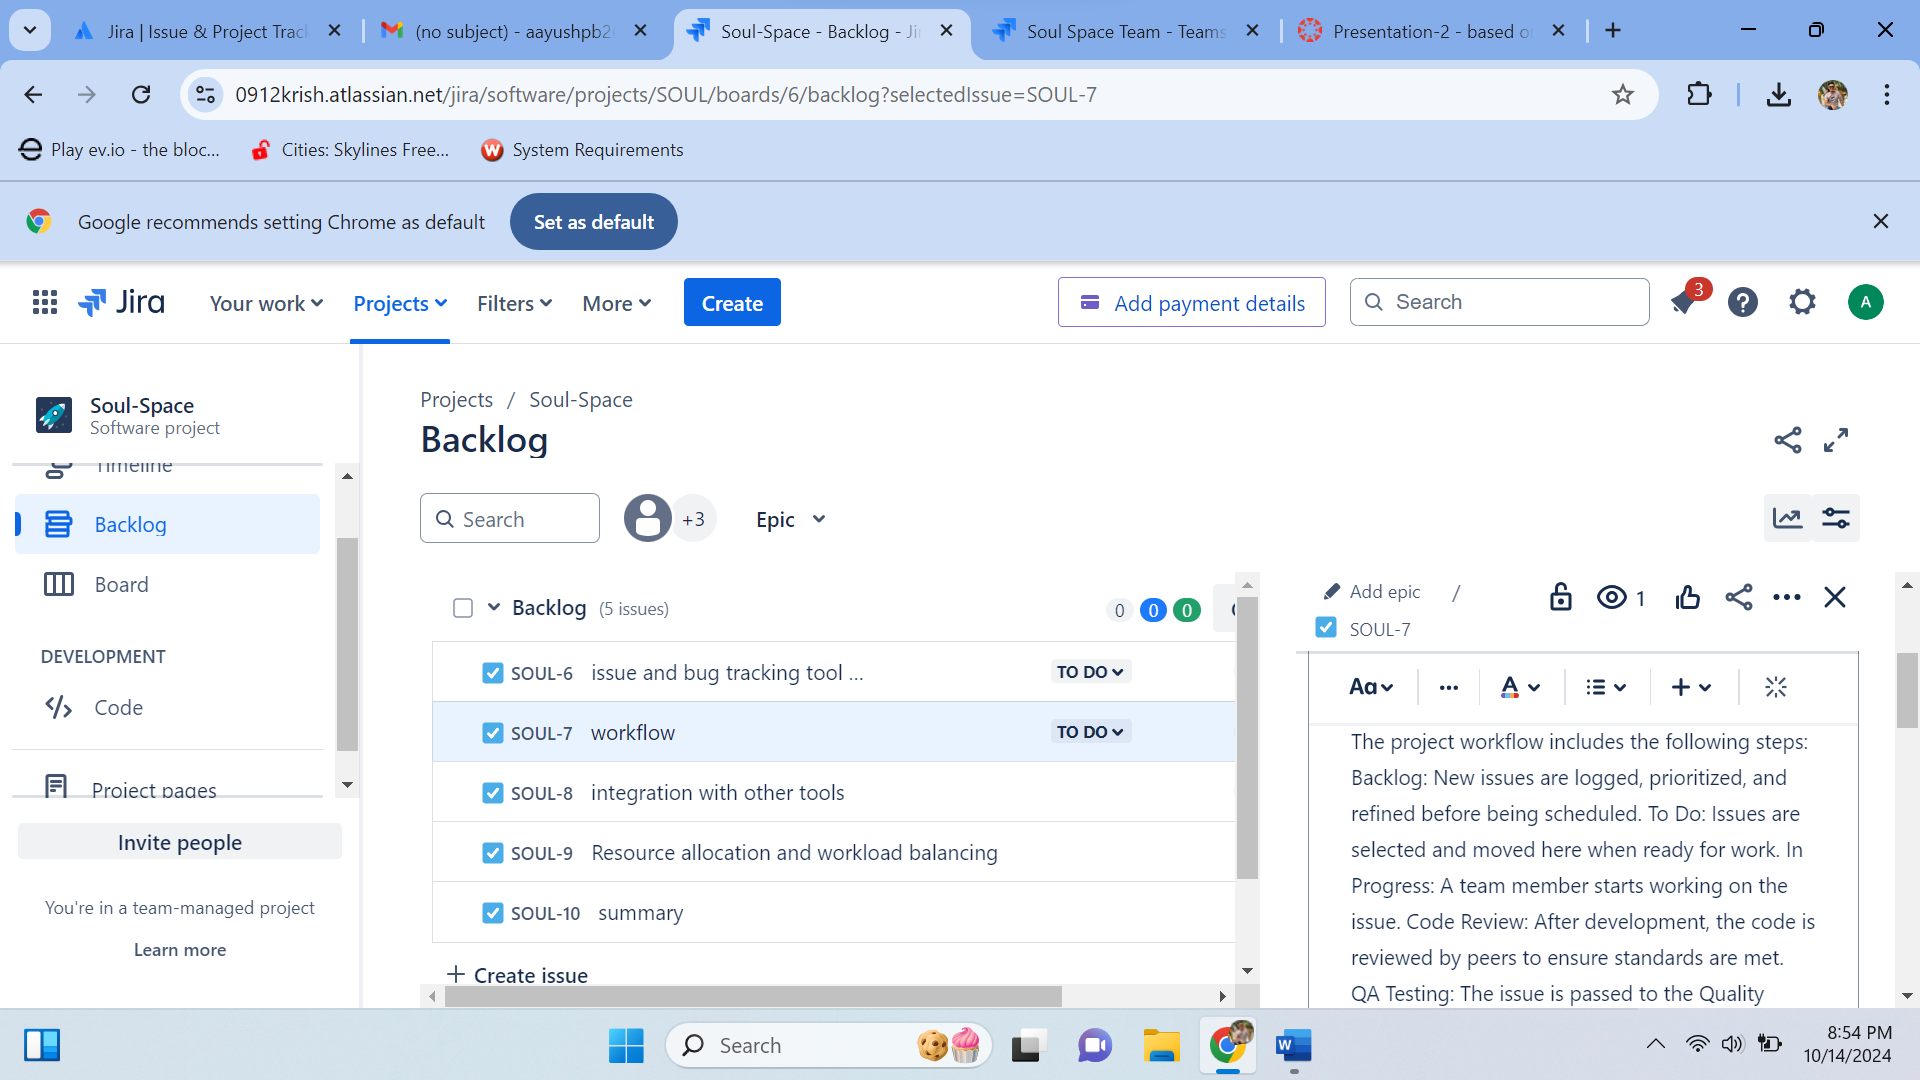 Jira | Issue & Project Trac
(no subject) - aayushpb2
Soul-Space - Backlog - Ji
Soul Space Team - Teams
Presentation-2 - based o
0912krish.atlassian.net/jira/software/projects/SOUL/boards/6/backlog?selectedIssue=SOUL-7
Play ev.io - the bloc...
Cities: Skylines Free...
System Requirements
Google recommends setting Chrome as default
Set as default
Jira
Your work
Projects
Filters
More
Create
Add payment details
Search
3
A
Soul-Space
Software project
Timeline
Backlog
Board
DEVELOPMENT
Code
Project pages
Invite people
You're in a team-managed project
Learn more
Projects / Soul-Space
Backlog
Search
+3
Epic
Backlog (5 issues)
0 0 0
SOUL-6 issue and bug tracking tool ... TO DO
SOUL-7 workflow TO DO
SOUL-8 integration with other tools
SOUL-9 Resource allocation and workload balancing
SOUL-10 summary
+ Create issue
Add epic /
1
SOUL-7
Aa
A
The project workflow includes the following steps:
Backlog: New issues are logged, prioritized, and
refined before being scheduled. To Do: Issues are
selected and moved here when ready for work. In
Progress: A team member starts working on the
issue. Code Review: After development, the code is
reviewed by peers to ensure standards are met.
QA Testing: The issue is passed to the Quality
Search
W
8:54 PM
10/14/2024